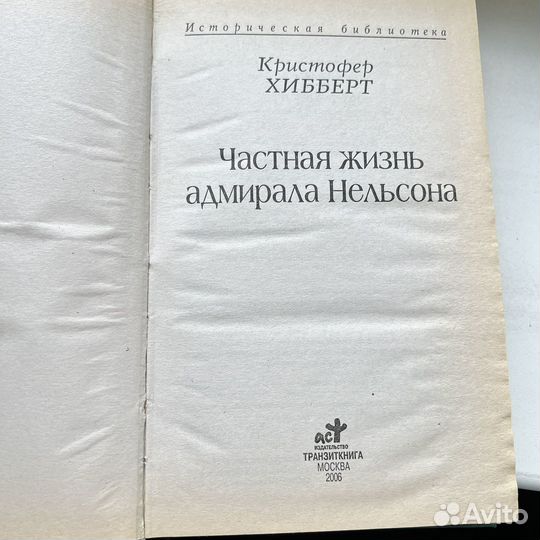 Историческая библиотека
Кристофер
ХИББЕРТ
Частная жизнь
адмирала Нельсона
аст
ИЗДАТЕЛЬСТВО
ТРАНЗИТКНИГА
МОСКВА
2006
Avito